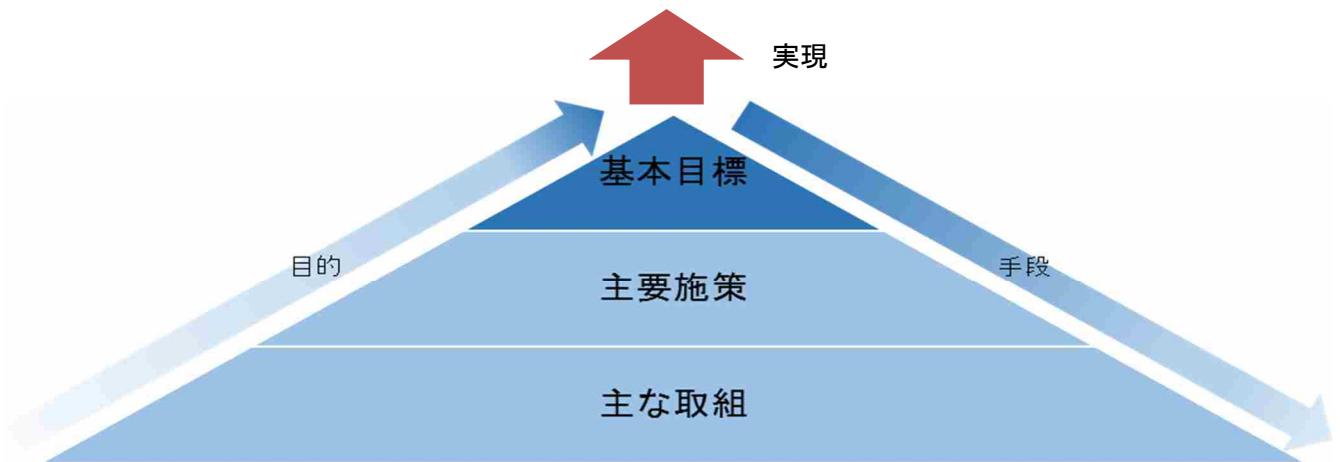 実現
基本目標
目的
手段
主要施策
主な取組